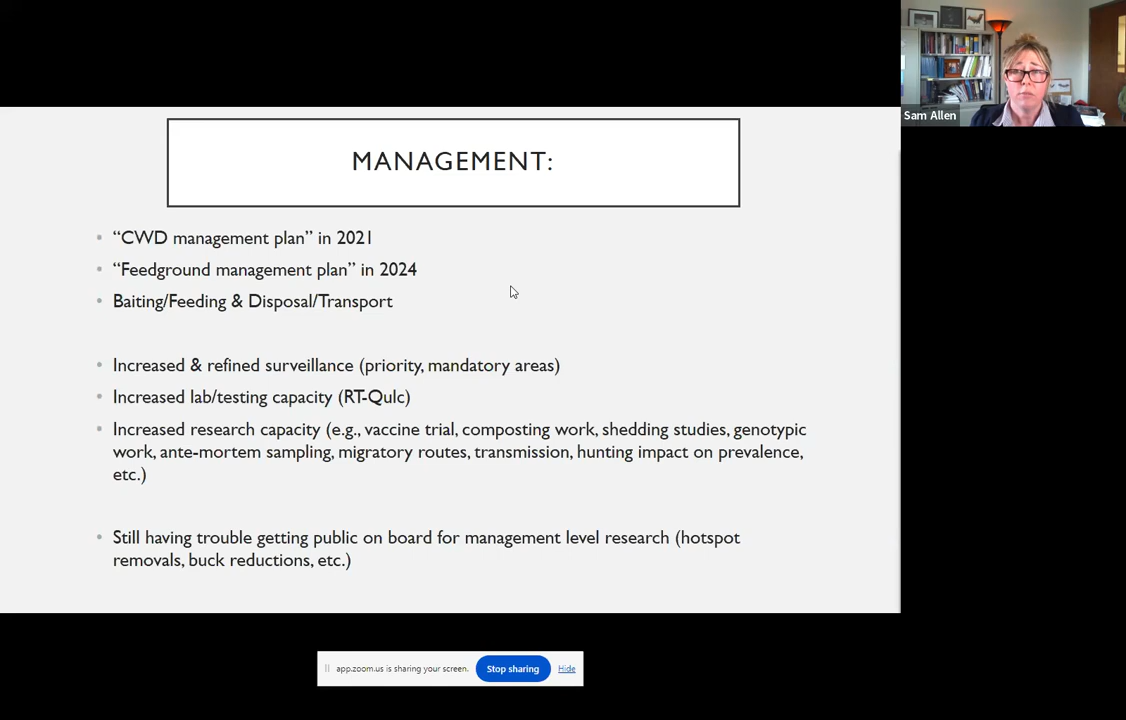 Sam Allen
MANAGEMENT:
• “CWD management plan” in 2021
• “Feedground management plan” in 2024
• Baiting/Feeding & Disposal/Transport
• Increased & refined surveillance (priority, mandatory areas)
• Increased lab/testing capacity (RT-Qulc)
• Increased research capacity (e.g., vaccine trial, composting work, shedding studies, genotypic
work, ante-mortem sampling, migratory routes, transmission, hunting impact on prevalence,
etc.)
• Still having trouble getting public on board for management level research (hotspot
removals, buck reductions, etc.)
app.zoom.us is sharing your screen. Stop sharing Hide